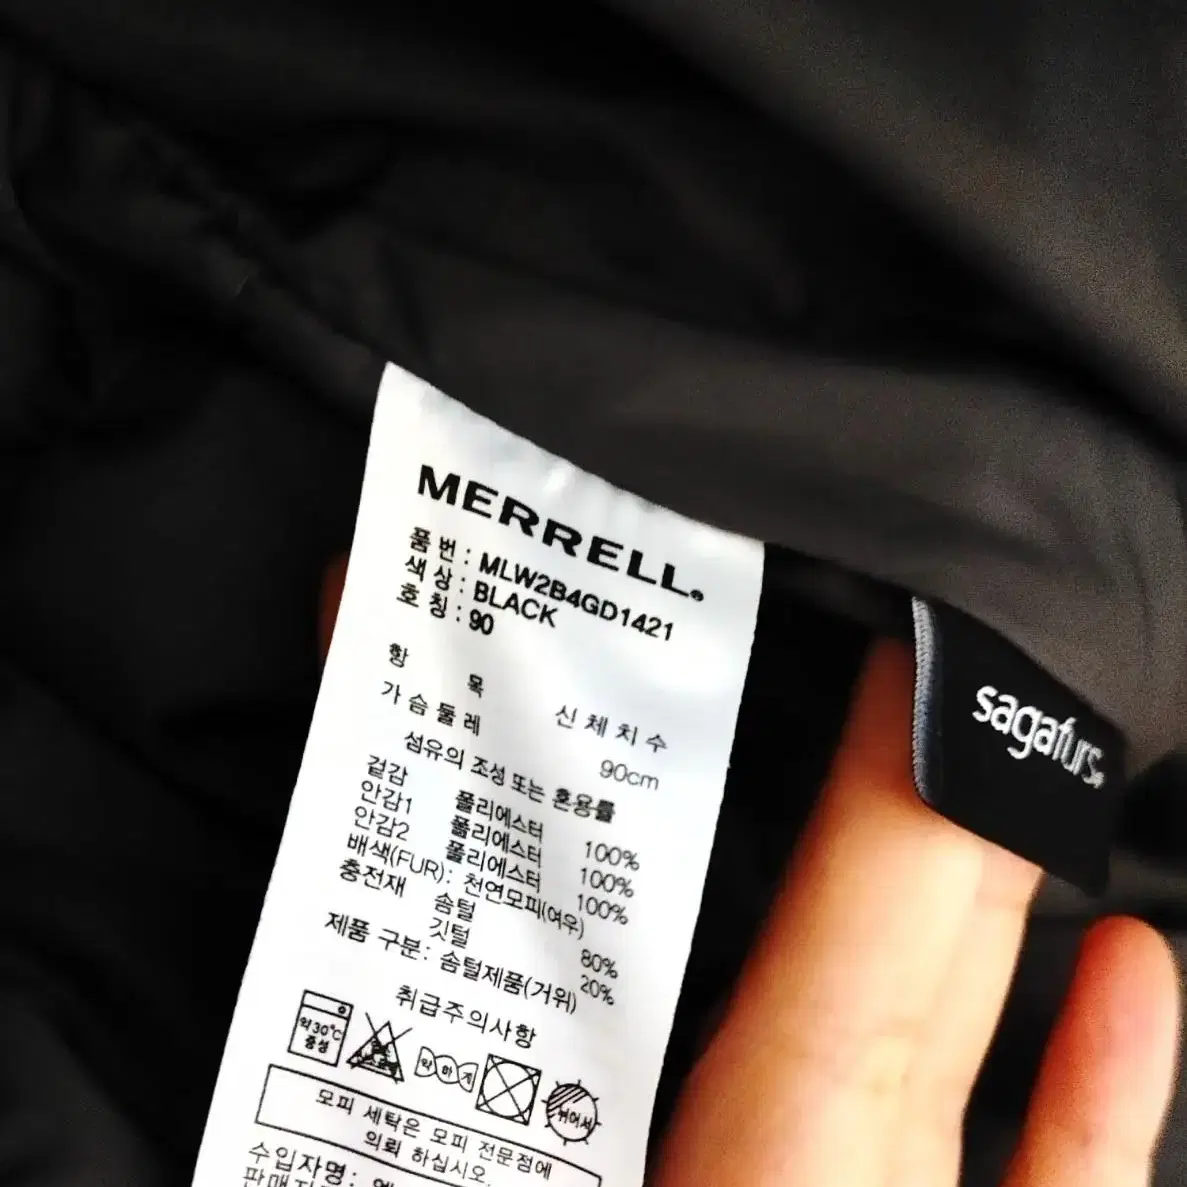 MERRELL®
품 번 : MLW2B4GD1421
색 상 : BLACK
호 칭 : 90
항 목 신 체 치 수
가 슴 둘 레 90cm
섬유의 조성 또는 혼용률
겉감 폴리에스터 100%
안감1 폴리에스터 100%
안감2 폴리에스터 100%
배색(FUR): 천연모피(여우)
충전재 솜털 80%
깃털 20%
제품 구분: 솜털제품(거위)
취급주의사항
약30℃
중성
약하게
뉘어서
모피 세탁은 모피 전문점에
의뢰 하십시오.
수입자명:
sagafurs®